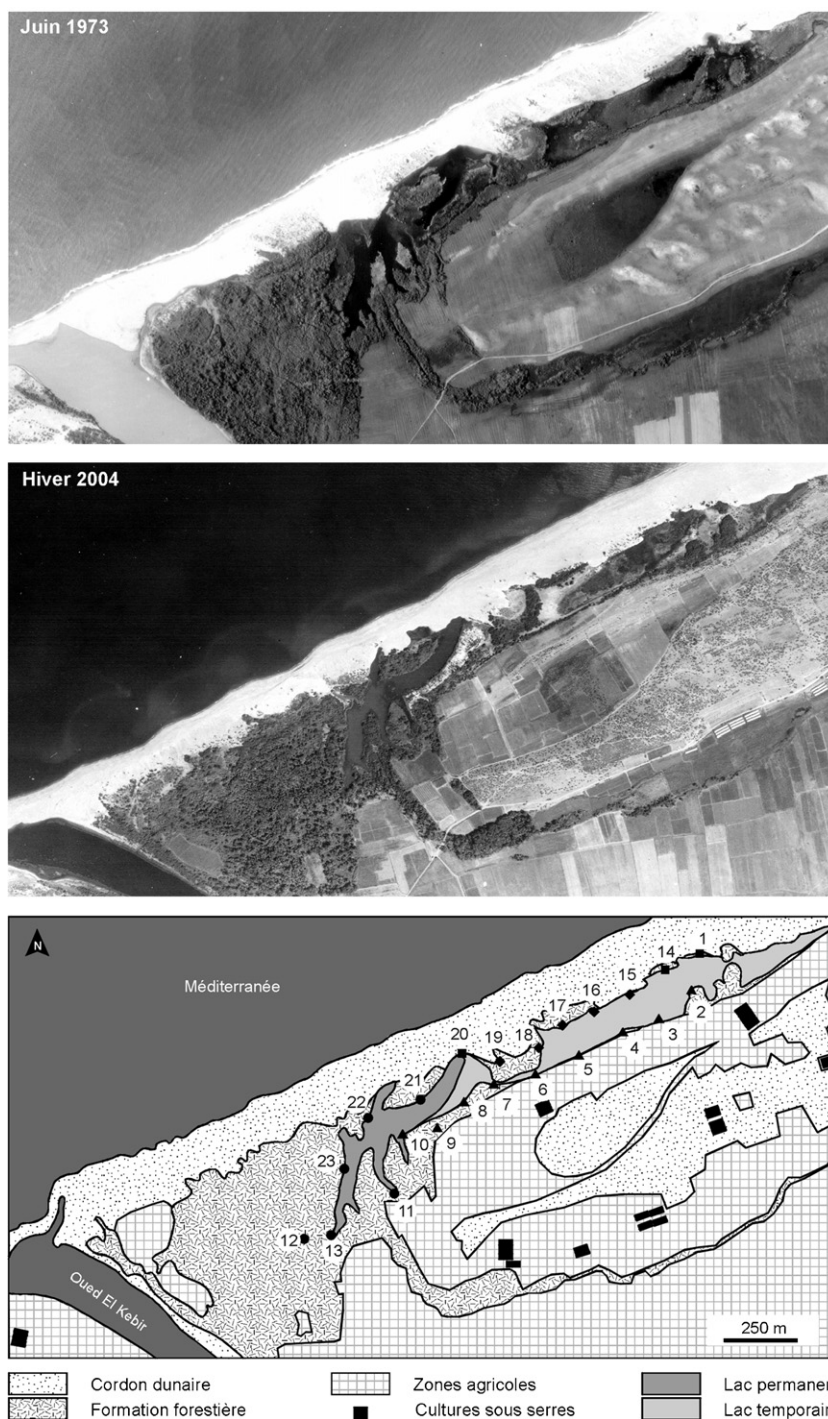 Juin 1973
Hiver 2004
N
Méditerranée
1
14
15
16
17
2
3
20
19
18
4
5
21
6
7
22
8
10
9
23
11
12
13
Oued El Kebir
250 m
Cordon dunaire
Zones agricoles
Lac permaner
Formation forestière
Cultures sous serres
Lac temporair